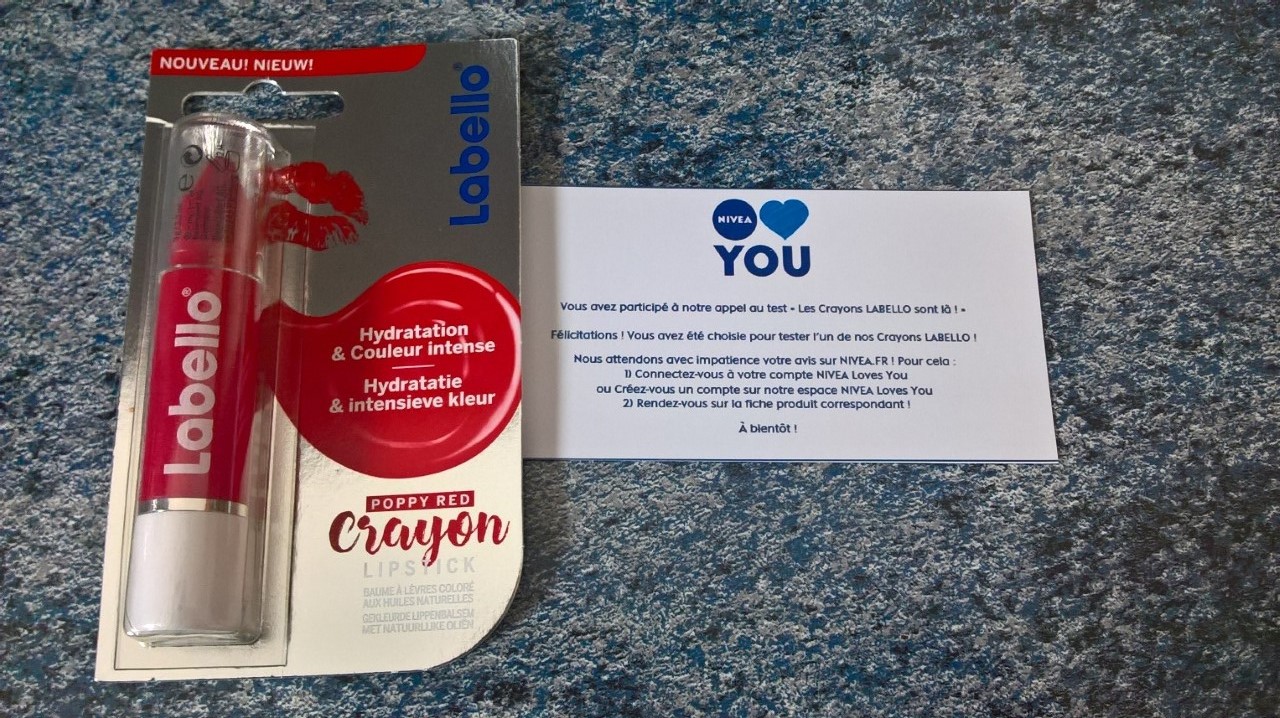 NOUVEAU! NIEUW!
Labello
Labello
Hydratation
& Couleur intense
Hydratatie
& intensieve kleur
POPPY RED
Crayon
LIPSTICK
BAUME À LÈVRES COLORÉ
AUX HUILES NATURELLES
GEKLEURDE LIPPENBALSEM
MET NATUURLIJKE OLIËN
NIVEA
YOU
Vous avez participé à notre appel au test « Les Crayons LABELLO sont là ! »
Félicitations ! Vous avez été choisie pour tester l'un de nos Crayons LABELLO !
Nous attendons avec impatience votre avis sur NIVEA.FR ! Pour cela :
1) Connectez-vous à votre compte NIVEA Loves You
ou Créez-vous un compte sur notre espace NIVEA Loves You
2) Rendez-vous sur la fiche produit correspondant !
À bientôt !